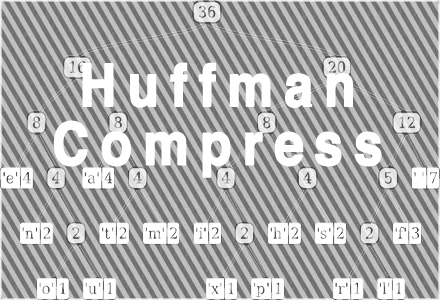 36
16 20
Huffman
8 8 8 12
Compress
'e' 4 4 'a' 4 4 4 4 5 ' ' 7
'n' 2 2 't' 2 'm' 2 'i' 2 2 'h' 2 's' 2 2 'f' 3
'o' 1 'u' 1 'x' 1 'p' 1 'r' 1 'l' 1